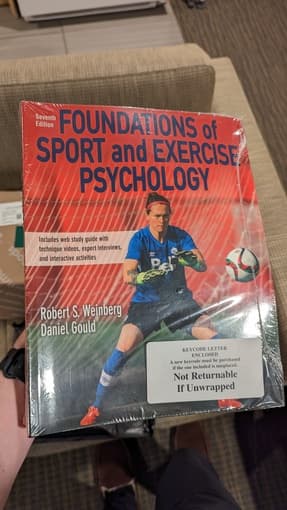 Seventh
Edition
FOUNDATIONS of
SPORT and EXERCISE
PSYCHOLOGY
Includes web study guide with
technique videos, expert interviews,
and interactive activities
Bell
Robert S. Weinberg
Daniel Gould
KEYCODE LETTER
ENCLOSED
A new keycode must be purchased
if the one included is misplaced.
Not Returnable
If Unwrapped